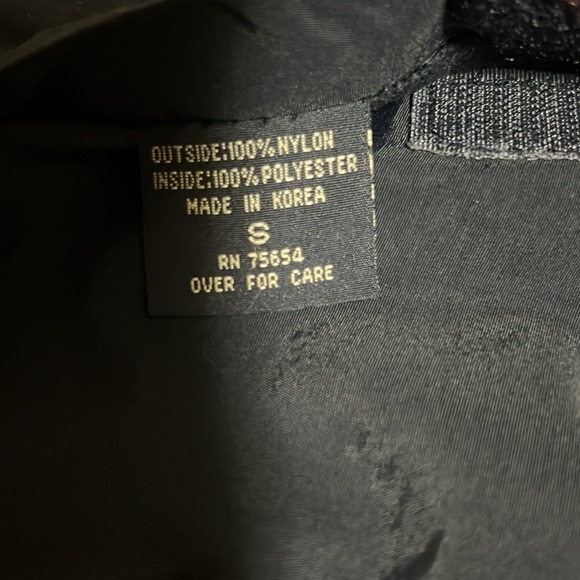 OUTSIDE:100%NYLON
INSIDE:100%POLYESTER
MADE IN KOREA
S
RN 75654
OVER FOR CARE